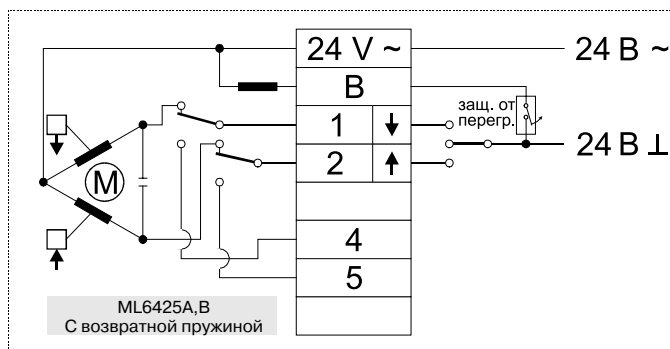 24 V ~
24 В ~
B
защ. от
перегр.
1
↓
2
↑
24 В ⊥
M
4
5
ML6425A,B
С возвратной пружиной